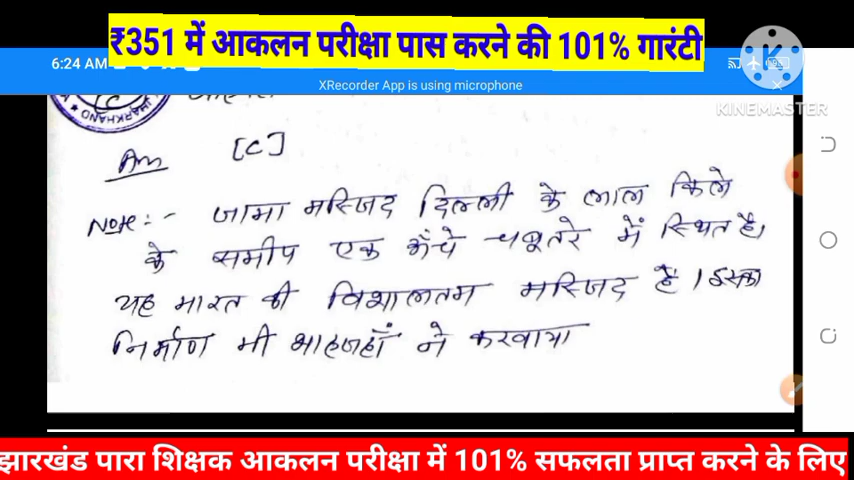 ₹351 में आकलन परीक्षा पास करने की 101% गारंटी
6:24 AM
XRecorder App is using microphone
KINEMASTER
JHARKHAND
Ans [C]
Note:- जामा मस्जिद दिल्ली के लाल किले
के समीप एक ऊँचे चबूतरे में स्थित है।
यह भारत की विशालतम मस्जिद है। इसका
निर्माण भी शाहजहाँ ने करवाया
झारखंड पारा शिक्षक आकलन परीक्षा में 101% सफलता प्राप्त करने के लिए